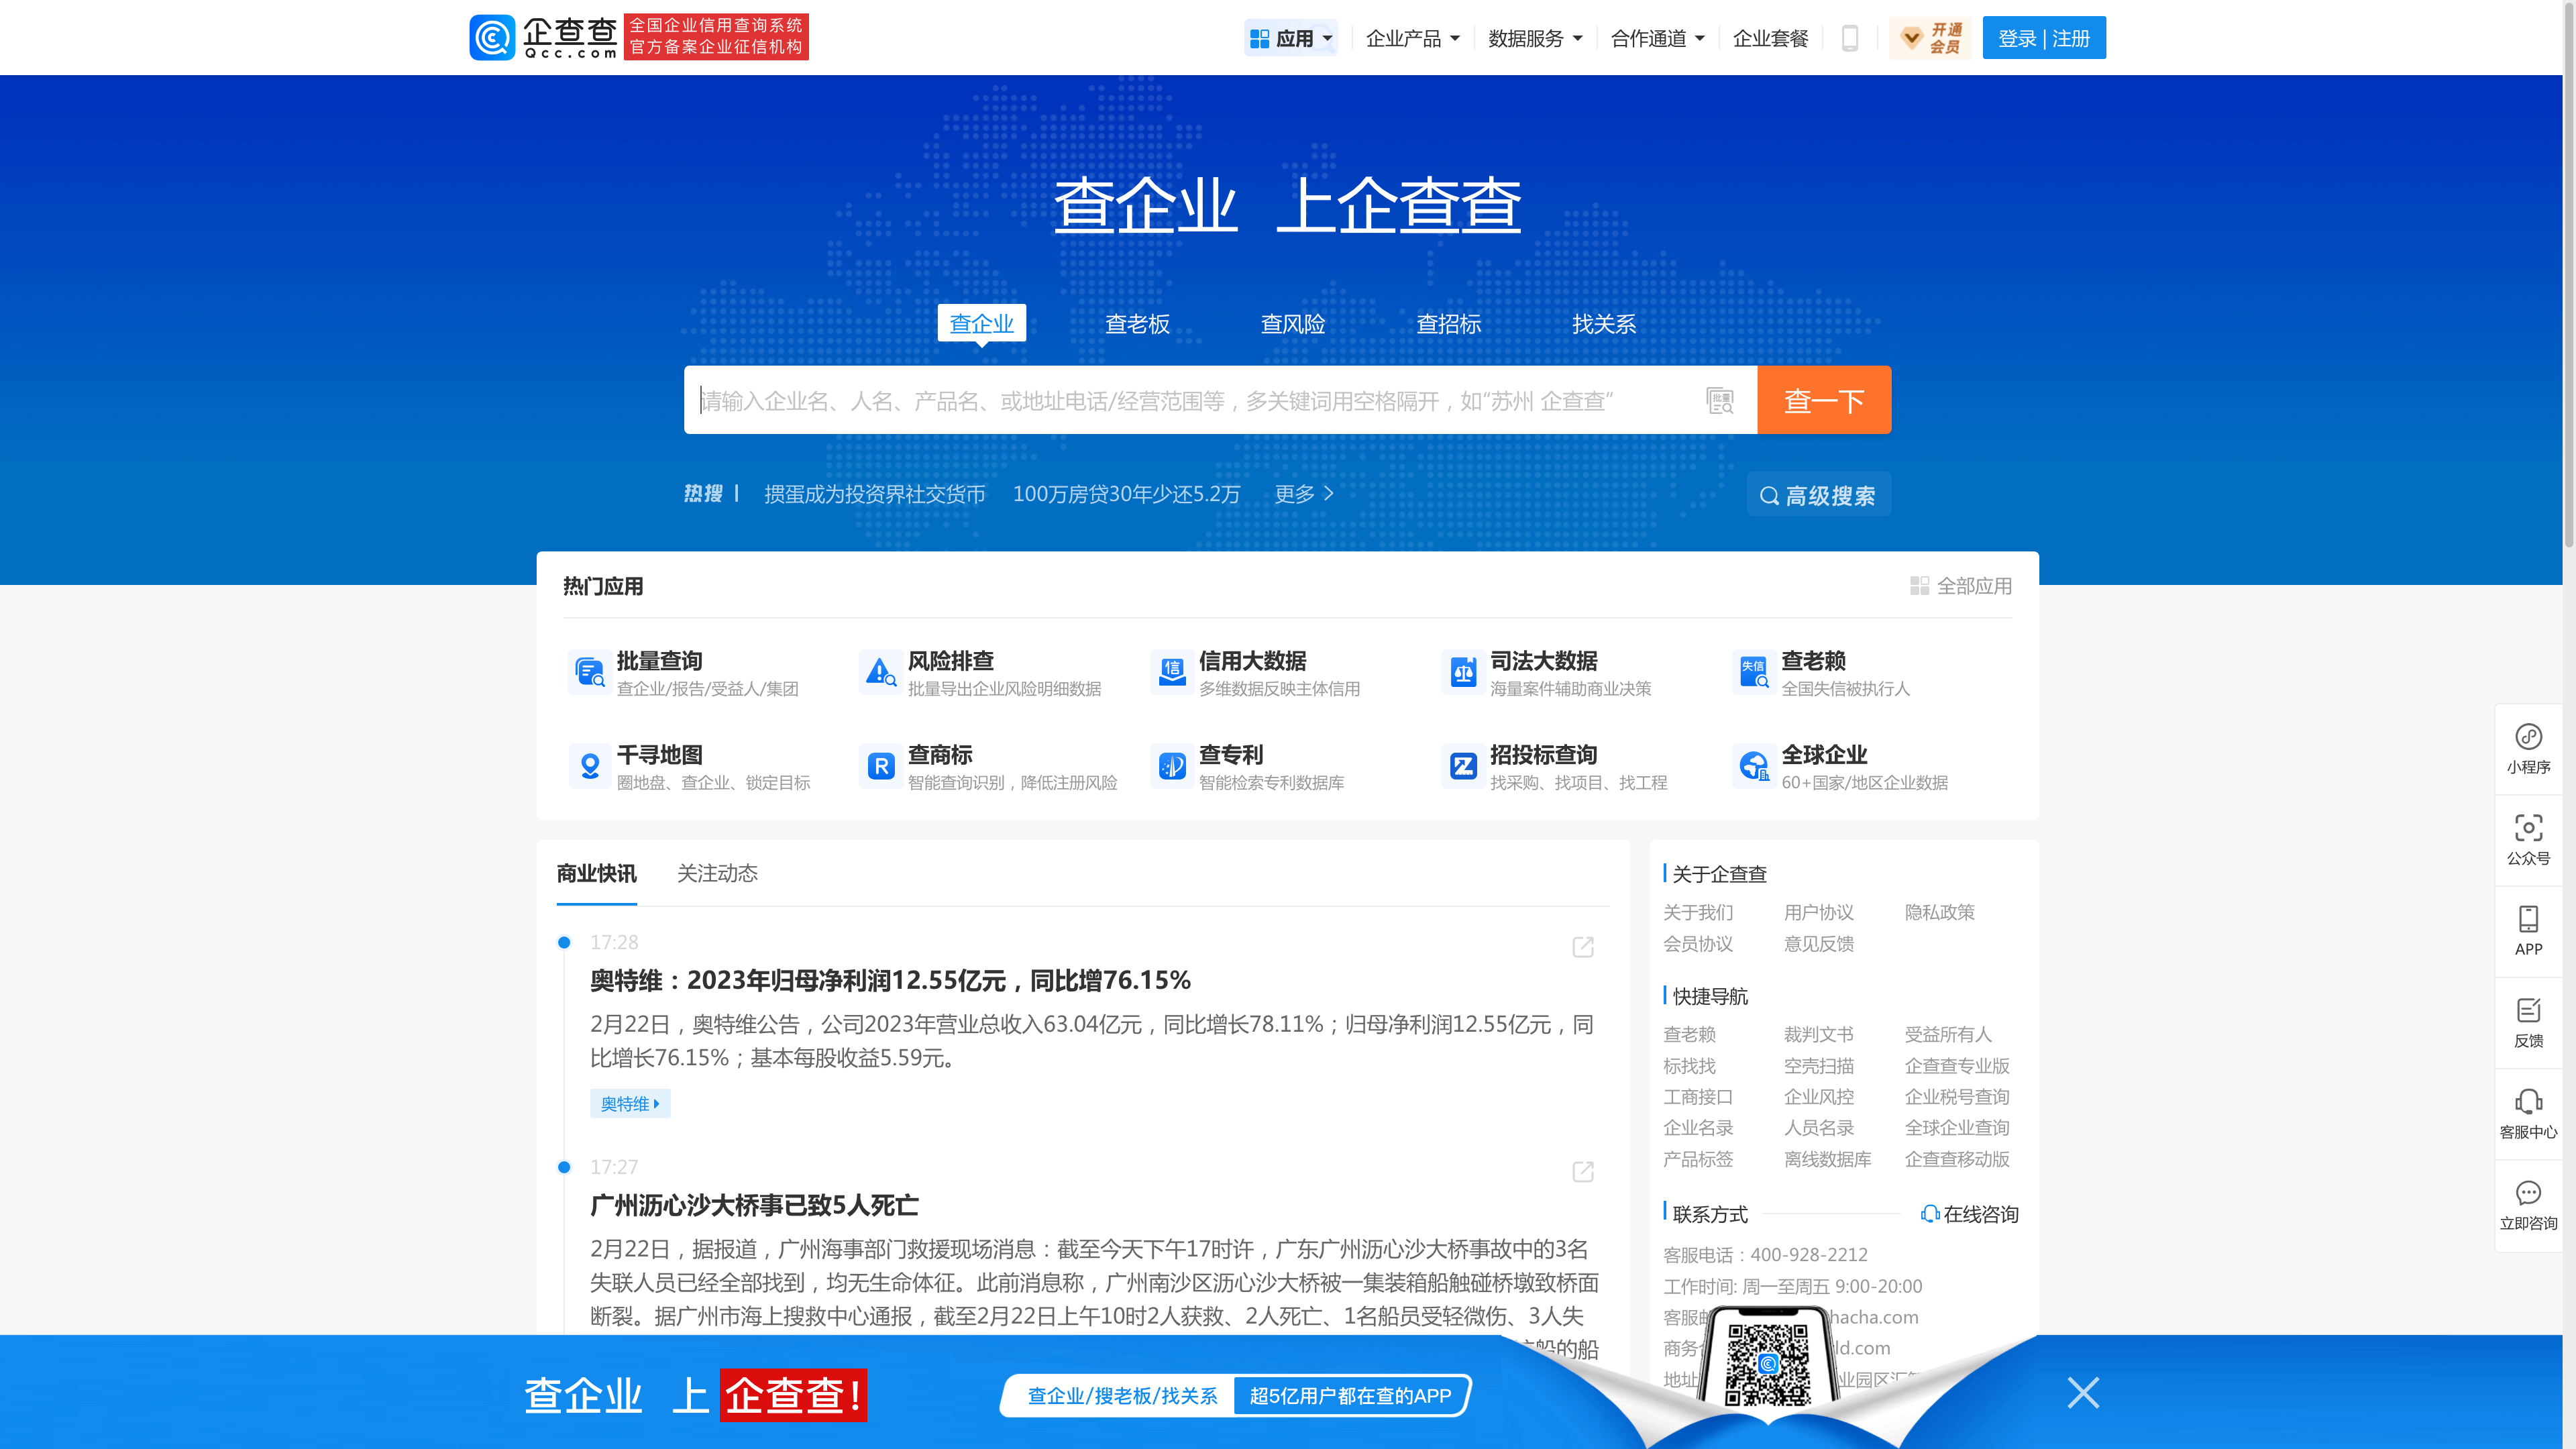 企查查
Qcc.com
全国企业信用查询系统
官方备案企业征信机构
应用
企业产品
数据服务
合作通道
企业套餐
开通
会员
登录 | 注册
查企业 上企查查
查企业
查老板
查风险
查招标
找关系
请输入企业名、人名、产品名、或地址电话/经营范围等，多关键词用空格隔开，如“苏州 企查查”
批量
查一下
热搜
掼蛋成为投资界社交货币
100万房贷30年少还5.2万
更多
高级搜索
热门应用
全部应用
批量查询
查企业/报告/受益人/集团
风险排查
批量导出企业风险明细数据
信
信用大数据
多维数据反映主体信用
司法大数据
海量案件辅助商业决策
失信
查老赖
全国失信被执行人
千寻地图
圈地盘、查企业、锁定目标
R
查商标
智能查询识别，降低注册风险
查专利
智能检索专利数据库
招投标查询
找采购、找项目、找工程
全球企业
60+国家/地区企业数据
商业快讯
关注动态
17:28
奥特维：2023年归母净利润12.55亿元，同比增76.15%
2月22日，奥特维公告，公司2023年营业总收入63.04亿元，同比增长78.11%；归母净利润12.55亿元，同
比增长76.15%；基本每股收益5.59元。
奥特维
17:27
广州沥心沙大桥事已致5人死亡
2月22日，据报道，广州海事部门救援现场消息：截至今天下午17时许，广东广州沥心沙大桥事故中的3名
失联人员已经全部找到，均无生命体征。此前消息称，广州南沙区沥心沙大桥被一集装箱船触碰桥墩致桥面
断裂。据广州市海上搜救中心通报，截至2月22日上午10时2人获救、2人死亡、1名船员受轻微伤、3人失
船的船
关于企查查
关于我们
用户协议
隐私政策
会员协议
意见反馈
快捷导航
查老赖
裁判文书
受益所有人
标找找
空壳扫描
企查查专业版
工商接口
企业风控
企业税号查询
企业名录
人员名录
全球企业查询
产品标签
离线数据库
企查查移动版
联系方式
在线咨询
客服电话：400-928-2212
工作时间: 周一至周五 9:00-20:00
客服 hacha.com
商务 ld.com
地址 业园区汇
小程序
公众号
APP
反馈
客服中心
立即咨询
查企业 上 企查查!
查企业/搜老板/找关系
超5亿用户都在查的APP